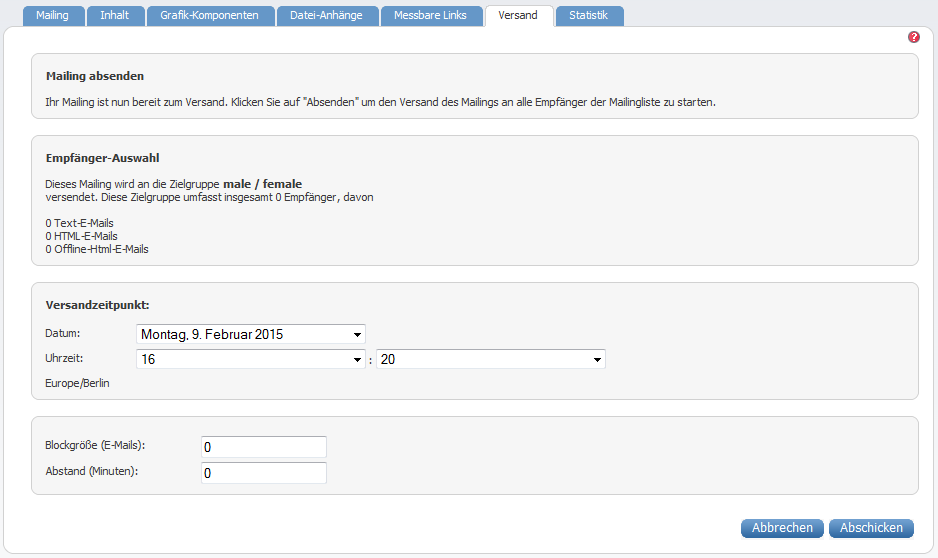 Mailing Inhalt Grafik-Komponenten Datei-Anhänge Messbare Links Versand Statistik
?
Mailing absenden
Ihr Mailing ist nun bereit zum Versand. Klicken Sie auf "Absenden" um den Versand des Mailings an alle Empfänger der Mailingliste zu starten.
Empfänger-Auswahl
Dieses Mailing wird an die Zielgruppe male / female
versendet. Diese Zielgruppe umfasst insgesamt 0 Empfänger, davon
0 Text-E-Mails
0 HTML-E-Mails
0 Offline-Html-E-Mails
Versandzeitpunkt:
Datum: Montag, 9. Februar 2015
Uhrzeit: 16 : 20
Europe/Berlin
Blockgröße (E-Mails): 0
Abstand (Minuten): 0
Abbrechen Abschicken